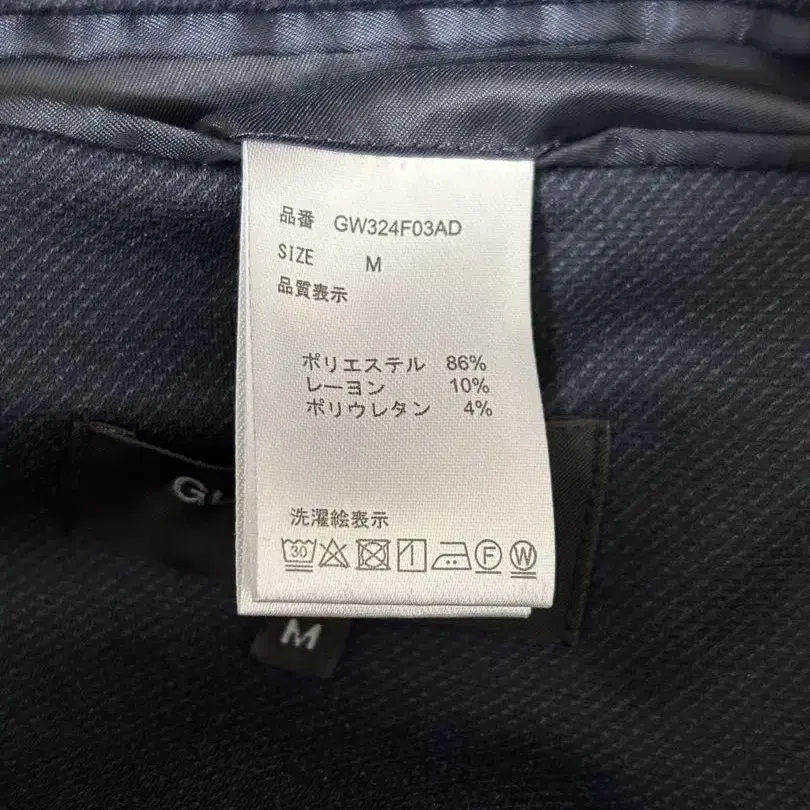 品番 GW324F03AD
SIZE M
品質表示
ポリエステル 86%
レーヨン 10%
ポリウレタン 4%
洗濯絵表示
30 F W
M